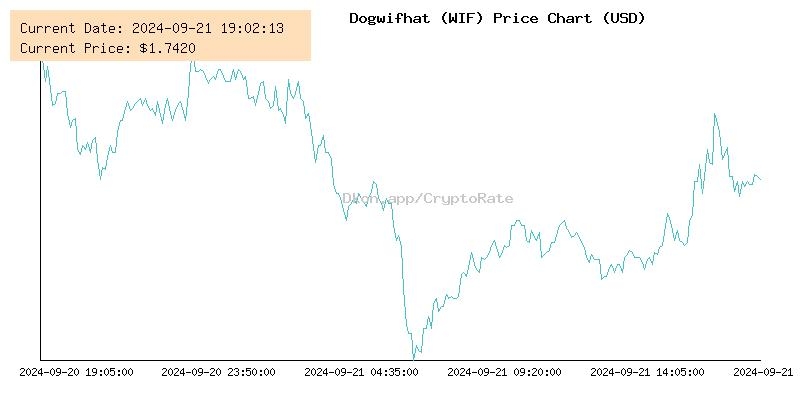 Dogwifhat (WIF) Price Chart (USD)
Current Date: 2024-09-21 19:02:13
Current Price: $1.7420
Dkon.app/CryptoRate
2024-09-20 19:05:00
2024-09-20 23:50:00
2024-09-21 04:35:00
2024-09-21 09:20:00
2024-09-21 14:05:00
2024-09-21